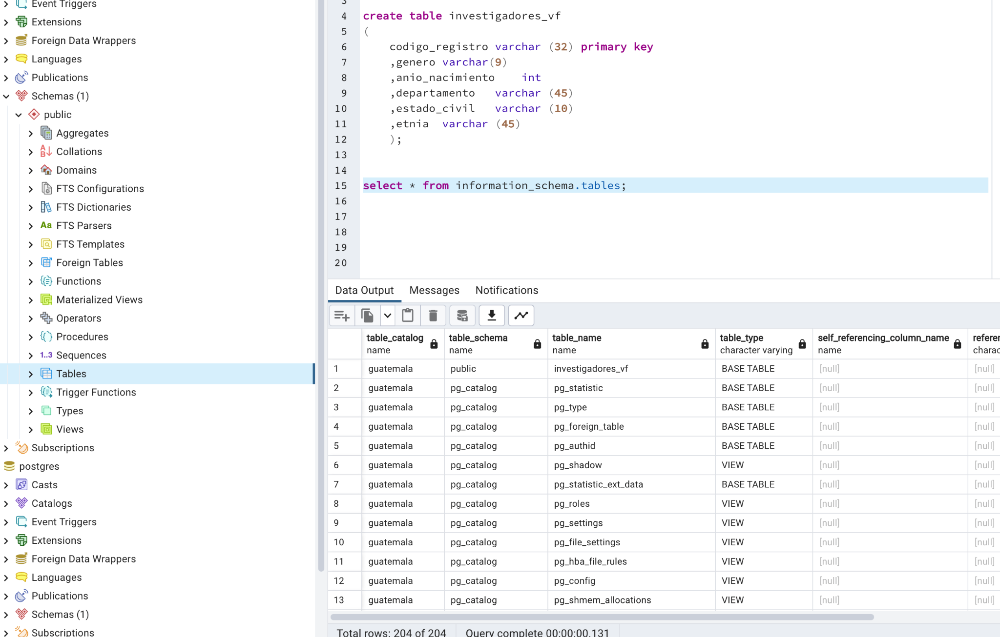 Event Triggers
Extensions
Foreign Data Wrappers
Languages
Publications
Schemas (1)
public
Aggregates
Collations
Domains
FTS Configurations
FTS Dictionaries
Aa FTS Parsers
FTS Templates
Foreign Tables
Functions
Materialized Views
Operators
Procedures
1..3 Sequences
Tables
Trigger Functions
Types
Views
Subscriptions
postgres
Casts
Catalogs
Event Triggers
Extensions
Foreign Data Wrappers
Languages
Publications
Schemas (1)
Subscriptions
3
4 create table investigadores_vf
5 (
6 codigo_registro varchar (32) primary key
7 ,genero varchar(9)
8 ,anio_nacimiento int
9 ,departamento varchar (45)
10 ,estado_civil varchar (10)
11 ,etnia varchar (45)
12 );
13
14
15 select * from information_schema.tables;
16
17
18
19
20
Data Output Messages Notifications
table_catalog table_schema table_name table_type self_referencing_column_name referen
name name name character varying name charac
1 guatemala public investigadores_vf BASE TABLE [null] [null]
2 guatemala pg_catalog pg_statistic BASE TABLE [null] [null]
3 guatemala pg_catalog pg_type BASE TABLE [null] [null]
4 guatemala pg_catalog pg_foreign_table BASE TABLE [null] [null]
5 guatemala pg_catalog pg_authid BASE TABLE [null] [null]
6 guatemala pg_catalog pg_shadow VIEW [null] [null]
7 guatemala pg_catalog pg_statistic_ext_data BASE TABLE [null] [null]
8 guatemala pg_catalog pg_roles VIEW [null] [null]
9 guatemala pg_catalog pg_settings VIEW [null] [null]
10 guatemala pg_catalog pg_file_settings VIEW [null] [null]
11 guatemala pg_catalog pg_hba_file_rules VIEW [null] [null]
12 guatemala pg_catalog pg_config VIEW [null] [null]
13 guatemala pg_catalog pg_shmem_allocations VIEW [null] [null]
Total rows: 204 of 204 Query complete 00:00:00.131